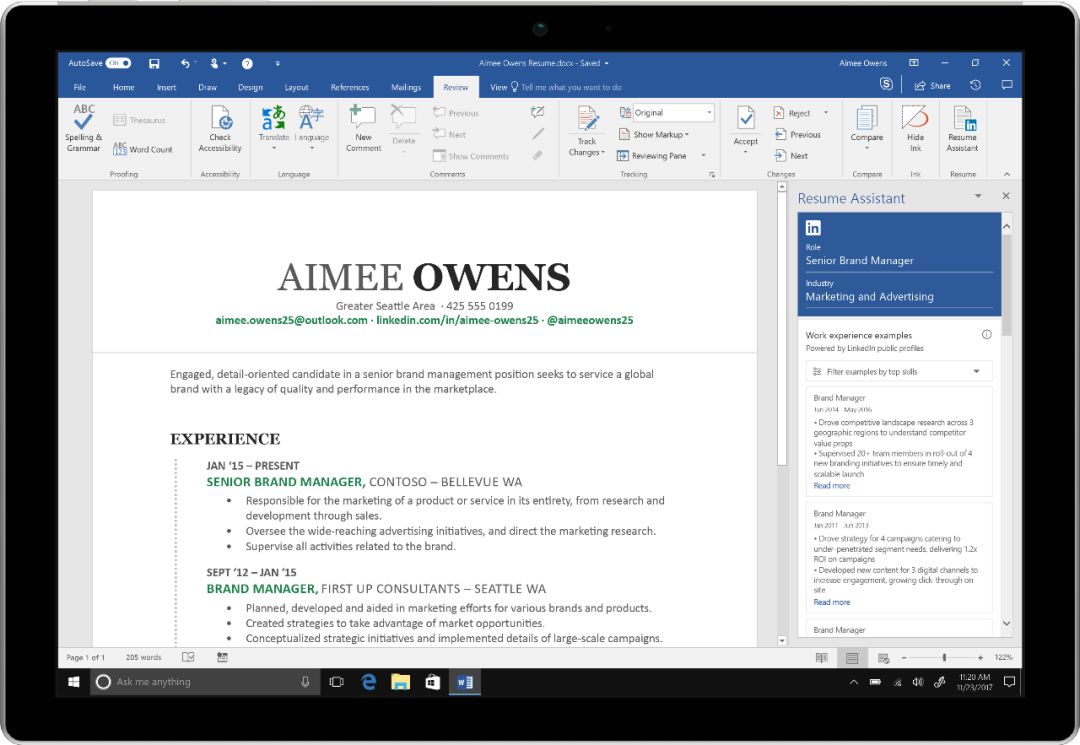 AutoSave On
Aimee Owens Resume.docx - Saved
Aimee Owens
File Home Insert Draw Design Layout References Mailings Review View Tell me what you want to do
Share
ABC
Spelling &
Grammar
Thesaurus
ABC
123 Word Count
Proofing
Check
Accessibility
Accessibility
Translate
Language
Language
New
Comment
Delete
Previous
Next
Show Comments
Comments
Track
Changes
Original
Show Markup
Reviewing Pane
Tracking
Accept
Reject
Previous
Next
Changes
Compare
Compare
Hide
Ink
Ink
Resume
Assistant
Resume
AIMEE OWENS
Greater Seattle Area · 425 555 0199
aimee.owens25@outlook.com · linkedin.com/in/aimee-owens25 · @aimeeowens25
Engaged, detail-oriented candidate in a senior brand management position seeks to service a global
brand with a legacy of quality and performance in the marketplace.
EXPERIENCE
JAN ‘15 – PRESENT
SENIOR BRAND MANAGER, CONTOSO – BELLEVUE WA
• Responsible for the marketing of a product or service in its entirety, from research and
development through sales.
• Oversee the wide-reaching advertising initiatives, and direct the marketing research.
• Supervise all activities related to the brand.
SEPT ‘12 – JAN ‘15
BRAND MANAGER, FIRST UP CONSULTANTS – SEATTLE WA
• Planned, developed and aided in marketing efforts for various brands and products.
• Created strategies to take advantage of market opportunities.
• Conceptualized strategic initiatives and implemented details of large-scale campaigns.
Resume Assistant
in
Role
Senior Brand Manager
Industry
Marketing and Advertising
Work experience examples
Powered by LinkedIn public profiles
Filter examples by top skills
Brand Manager
Jun 2014 May 2016
• Drove competitive landscape research across 3
geographic regions to understand competitor
value props
• Supervised 20+ team members in roll-out of 4
new branding initiatives to ensure timely and
scalable launch
Read more
Brand Manager
Jan 2011 Jun 2013
• Drove strategy for 4 campaigns catering to
under-penetrated segment needs, delivering 1.2x
ROI on campaigns
• Developed new content for 3 digital channels to
increase engagement, growing click through on
site
Read more
Brand Manager
Page 1 of 1 205 words
122%
Ask me anything
11:20 AM
11/23/2017